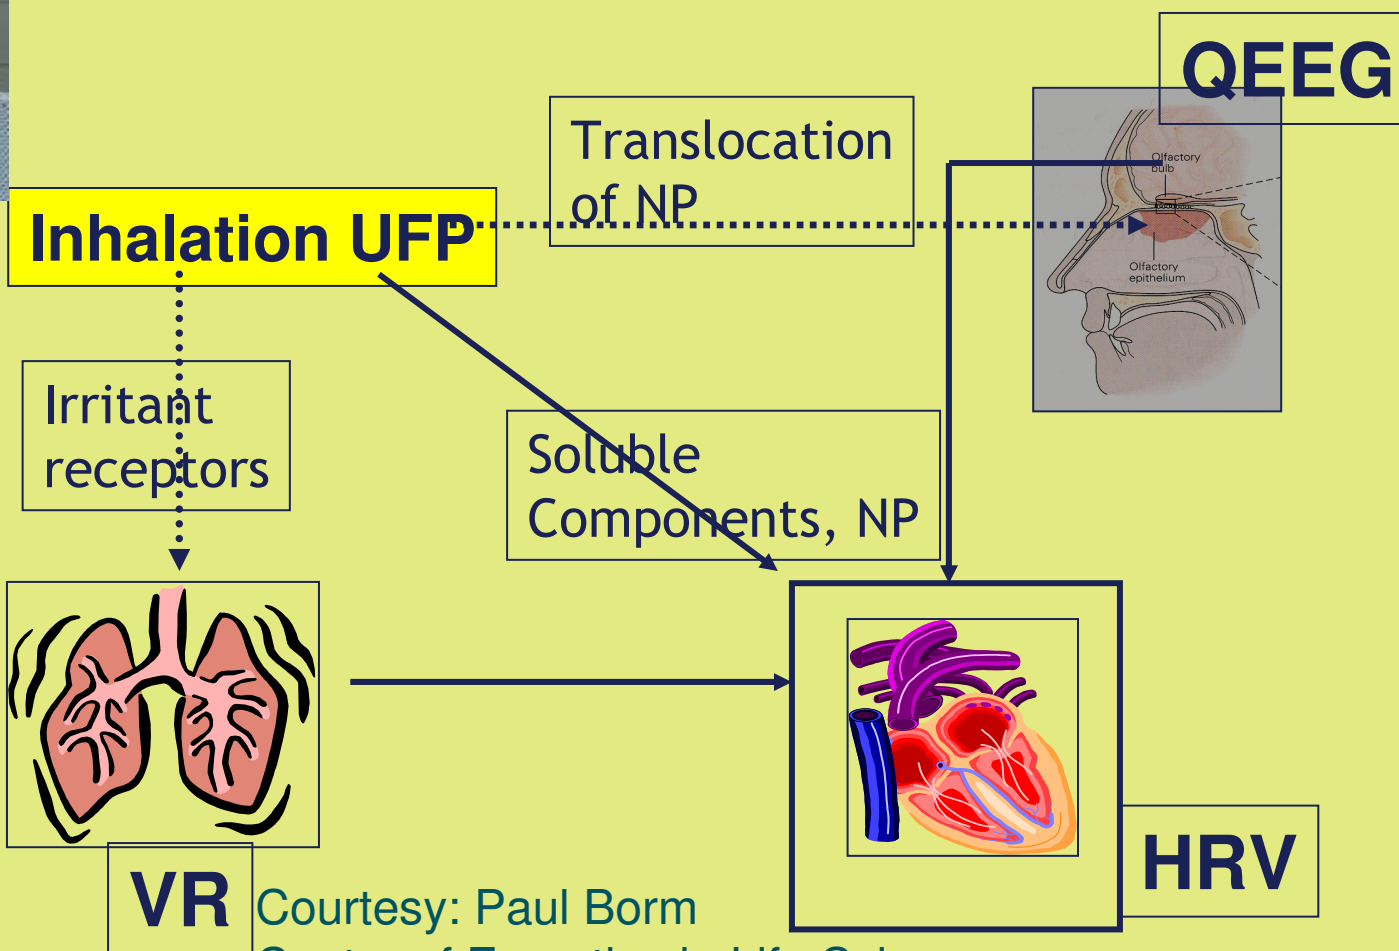 QEEG
Translocation
of NP
Olfactory
bulb
Inhalation UFP
Olfactory
epithelium
Irritant
receptors
Soluble
Components, NP
HRV
VR
Courtesy: Paul Borm